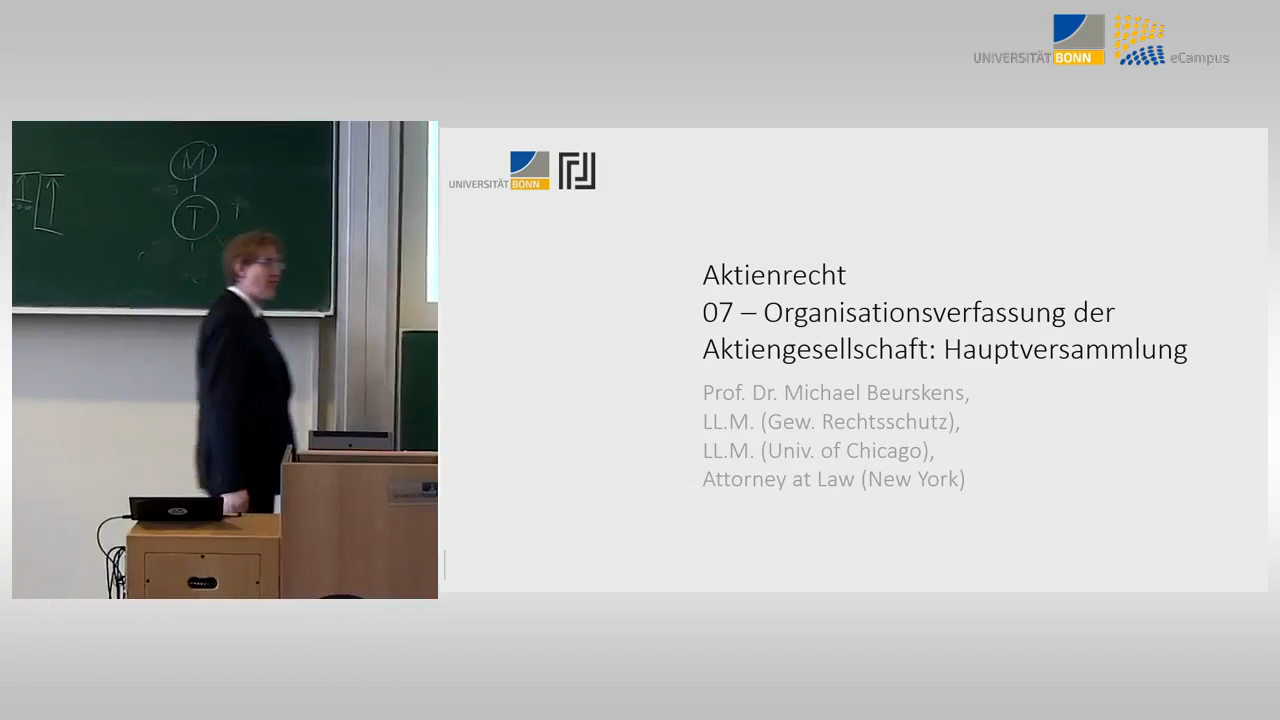 UNIVERSITÄT BONN eCampus
M
T
UNIVERSITÄT BONN
Aktienrecht
07 – Organisationsverfassung der
Aktiengesellschaft: Hauptversammlung
Prof. Dr. Michael Beurskens,
LL.M. (Gew. Rechtsschutz),
LL.M. (Univ. of Chicago),
Attorney at Law (New York)